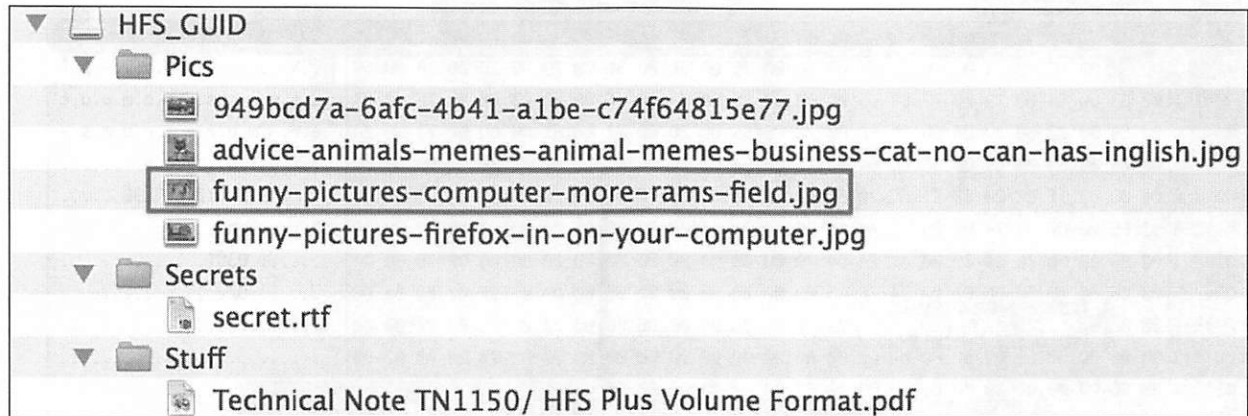 HFS_GUID
Pics
949bcd7a-6afc-4b41-a1be-c74f64815e77.jpg
advice-animals-memes-animal-memes-business-cat-no-can-has-inglish.jpg
funny-pictures-computer-more-rams-field.jpg
funny-pictures-firefox-in-on-your-computer.jpg
Secrets
secret.rtf
Stuff
Technical Note TN1150/ HFS Plus Volume Format.pdf